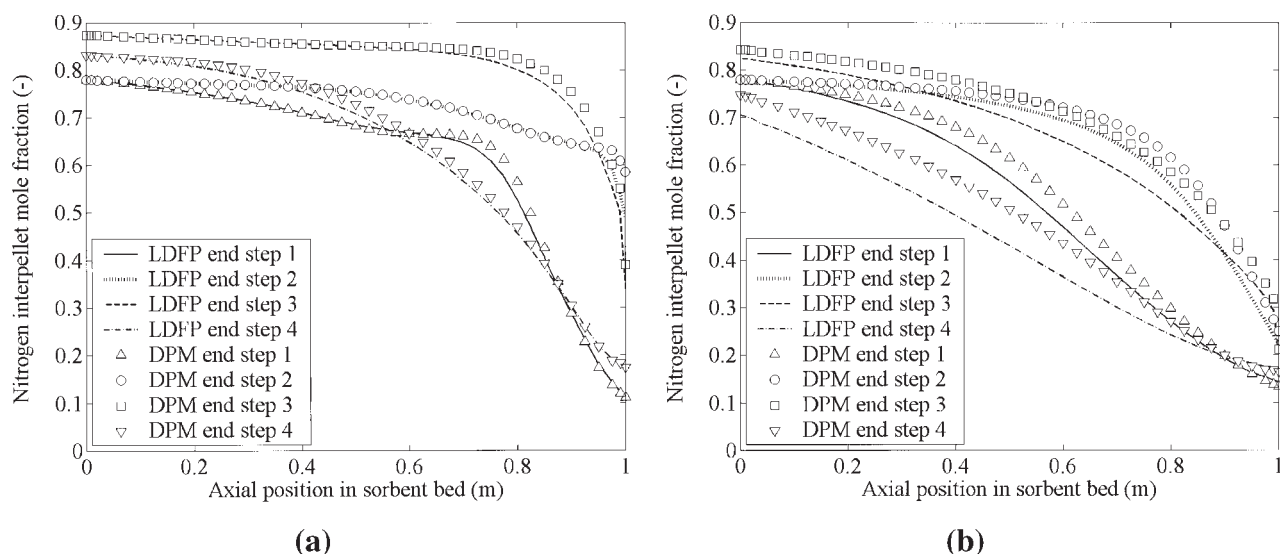 Nitrogen interpellet mole fraction (-)
0.9
0.8
0.7
0.6
0.5
0.4
0.3
0.2
0.1
0
LDFP end step 1
LDFP end step 2
LDFP end step 3
LDFP end step 4
DPM end step 1
DPM end step 2
DPM end step 3
DPM end step 4
0 0.2 0.4 0.6 0.8 1
Axial position in sorbent bed (m)
(a)
Nitrogen interpellet mole fraction (-)
0.9
0.8
0.7
0.6
0.5
0.4
0.3
0.2
0.1
0
LDFP end step 1
LDFP end step 2
LDFP end step 3
LDFP end step 4
DPM end step 1
DPM end step 2
DPM end step 3
DPM end step 4
0 0.2 0.4 0.6 0.8 1
Axial position in sorbent bed (m)
(b)